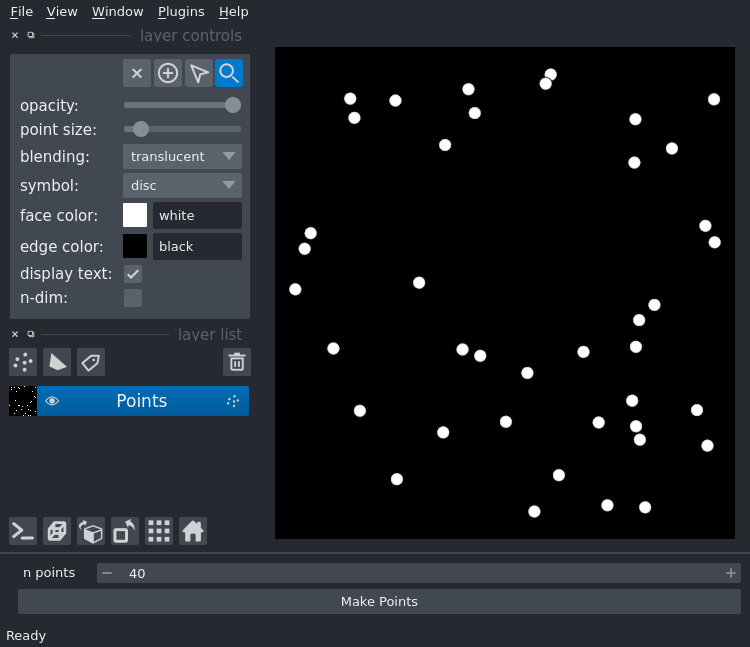 File View Window Plugins Help
layer controls
opacity:
point size:
blending: translucent
symbol: disc
face color: white
edge color: black
display text:
n-dim:
layer list
Points
n points 40
Make Points
Ready